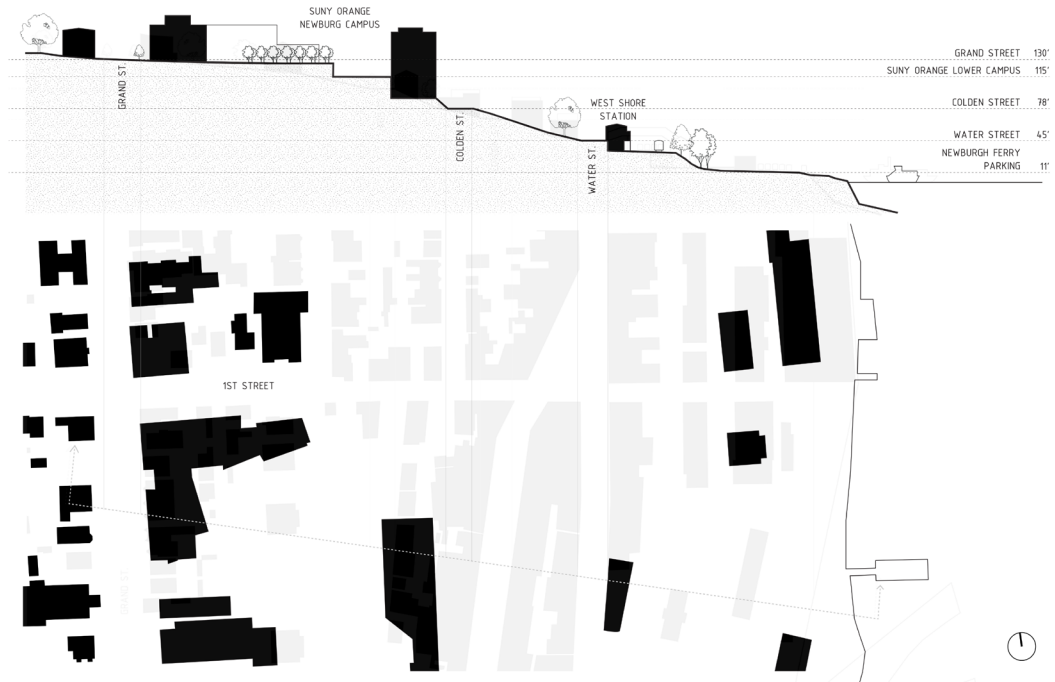 SUNY ORANGE
NEWBURG CAMPUS
GRAND STREET 130'
SUNY ORANGE LOWER CAMPUS 115'
COLDEN STREET 78'
WATER STREET 45'
NEWBURGH FERRY
PARKING 11'
GRAND ST.
COLDEN ST.
WEST SHORE
STATION
WATER ST.
1ST STREET
GRAND ST.